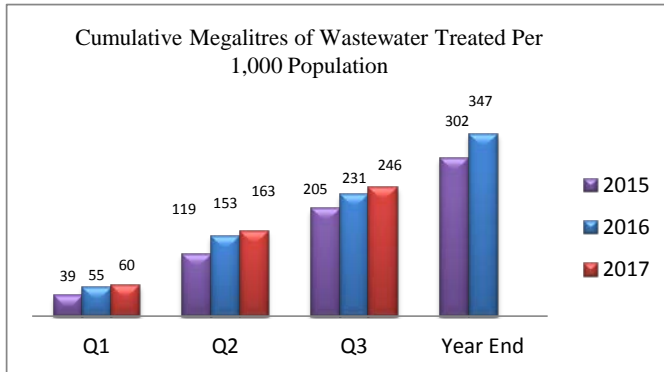 Cumulative Megalitres of Wastewater Treated Per
1,000 Population
39 55 60
119 153 163
205 231 246
302 347
Q1 Q2 Q3 Year End
2015
2016
2017